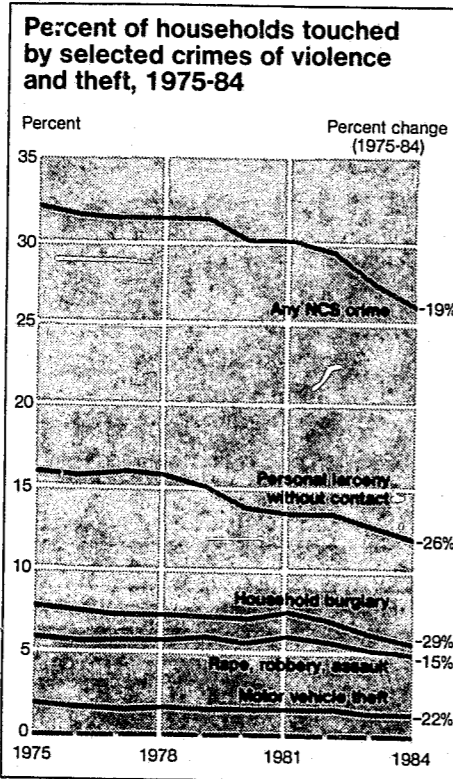 Percent of households touched
by selected crimes of violence
and theft, 1975-84
Percent
Percent change
(1975-84)
35
30
25
20
15
10
5
0
Any NCS crime
-19%
Personal larceny
without contact
-26%
Household burglary
-29%
Rape, robbery, assault
-15%
Motor vehicle theft
-22%
1975
1978
1981
1984